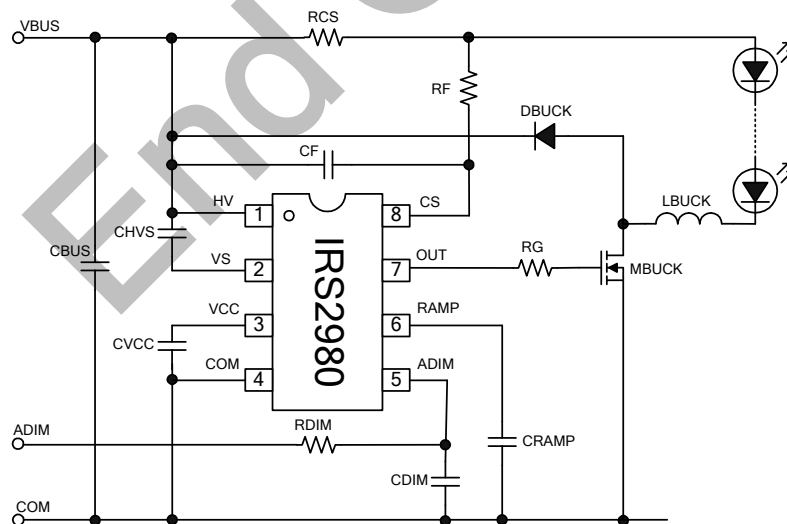 VBUS
RCS
RF
DBUCK
CF
LBUCK
HV
1
8
CS
CHVS
CBUS
VS
2
7
OUT
RG
MBUCK
IRS2980
VCC
3
6
RAMP
CVCC
COM
4
5
ADIM
ADIM
RDIM
CRAMP
CDIM
COM
End